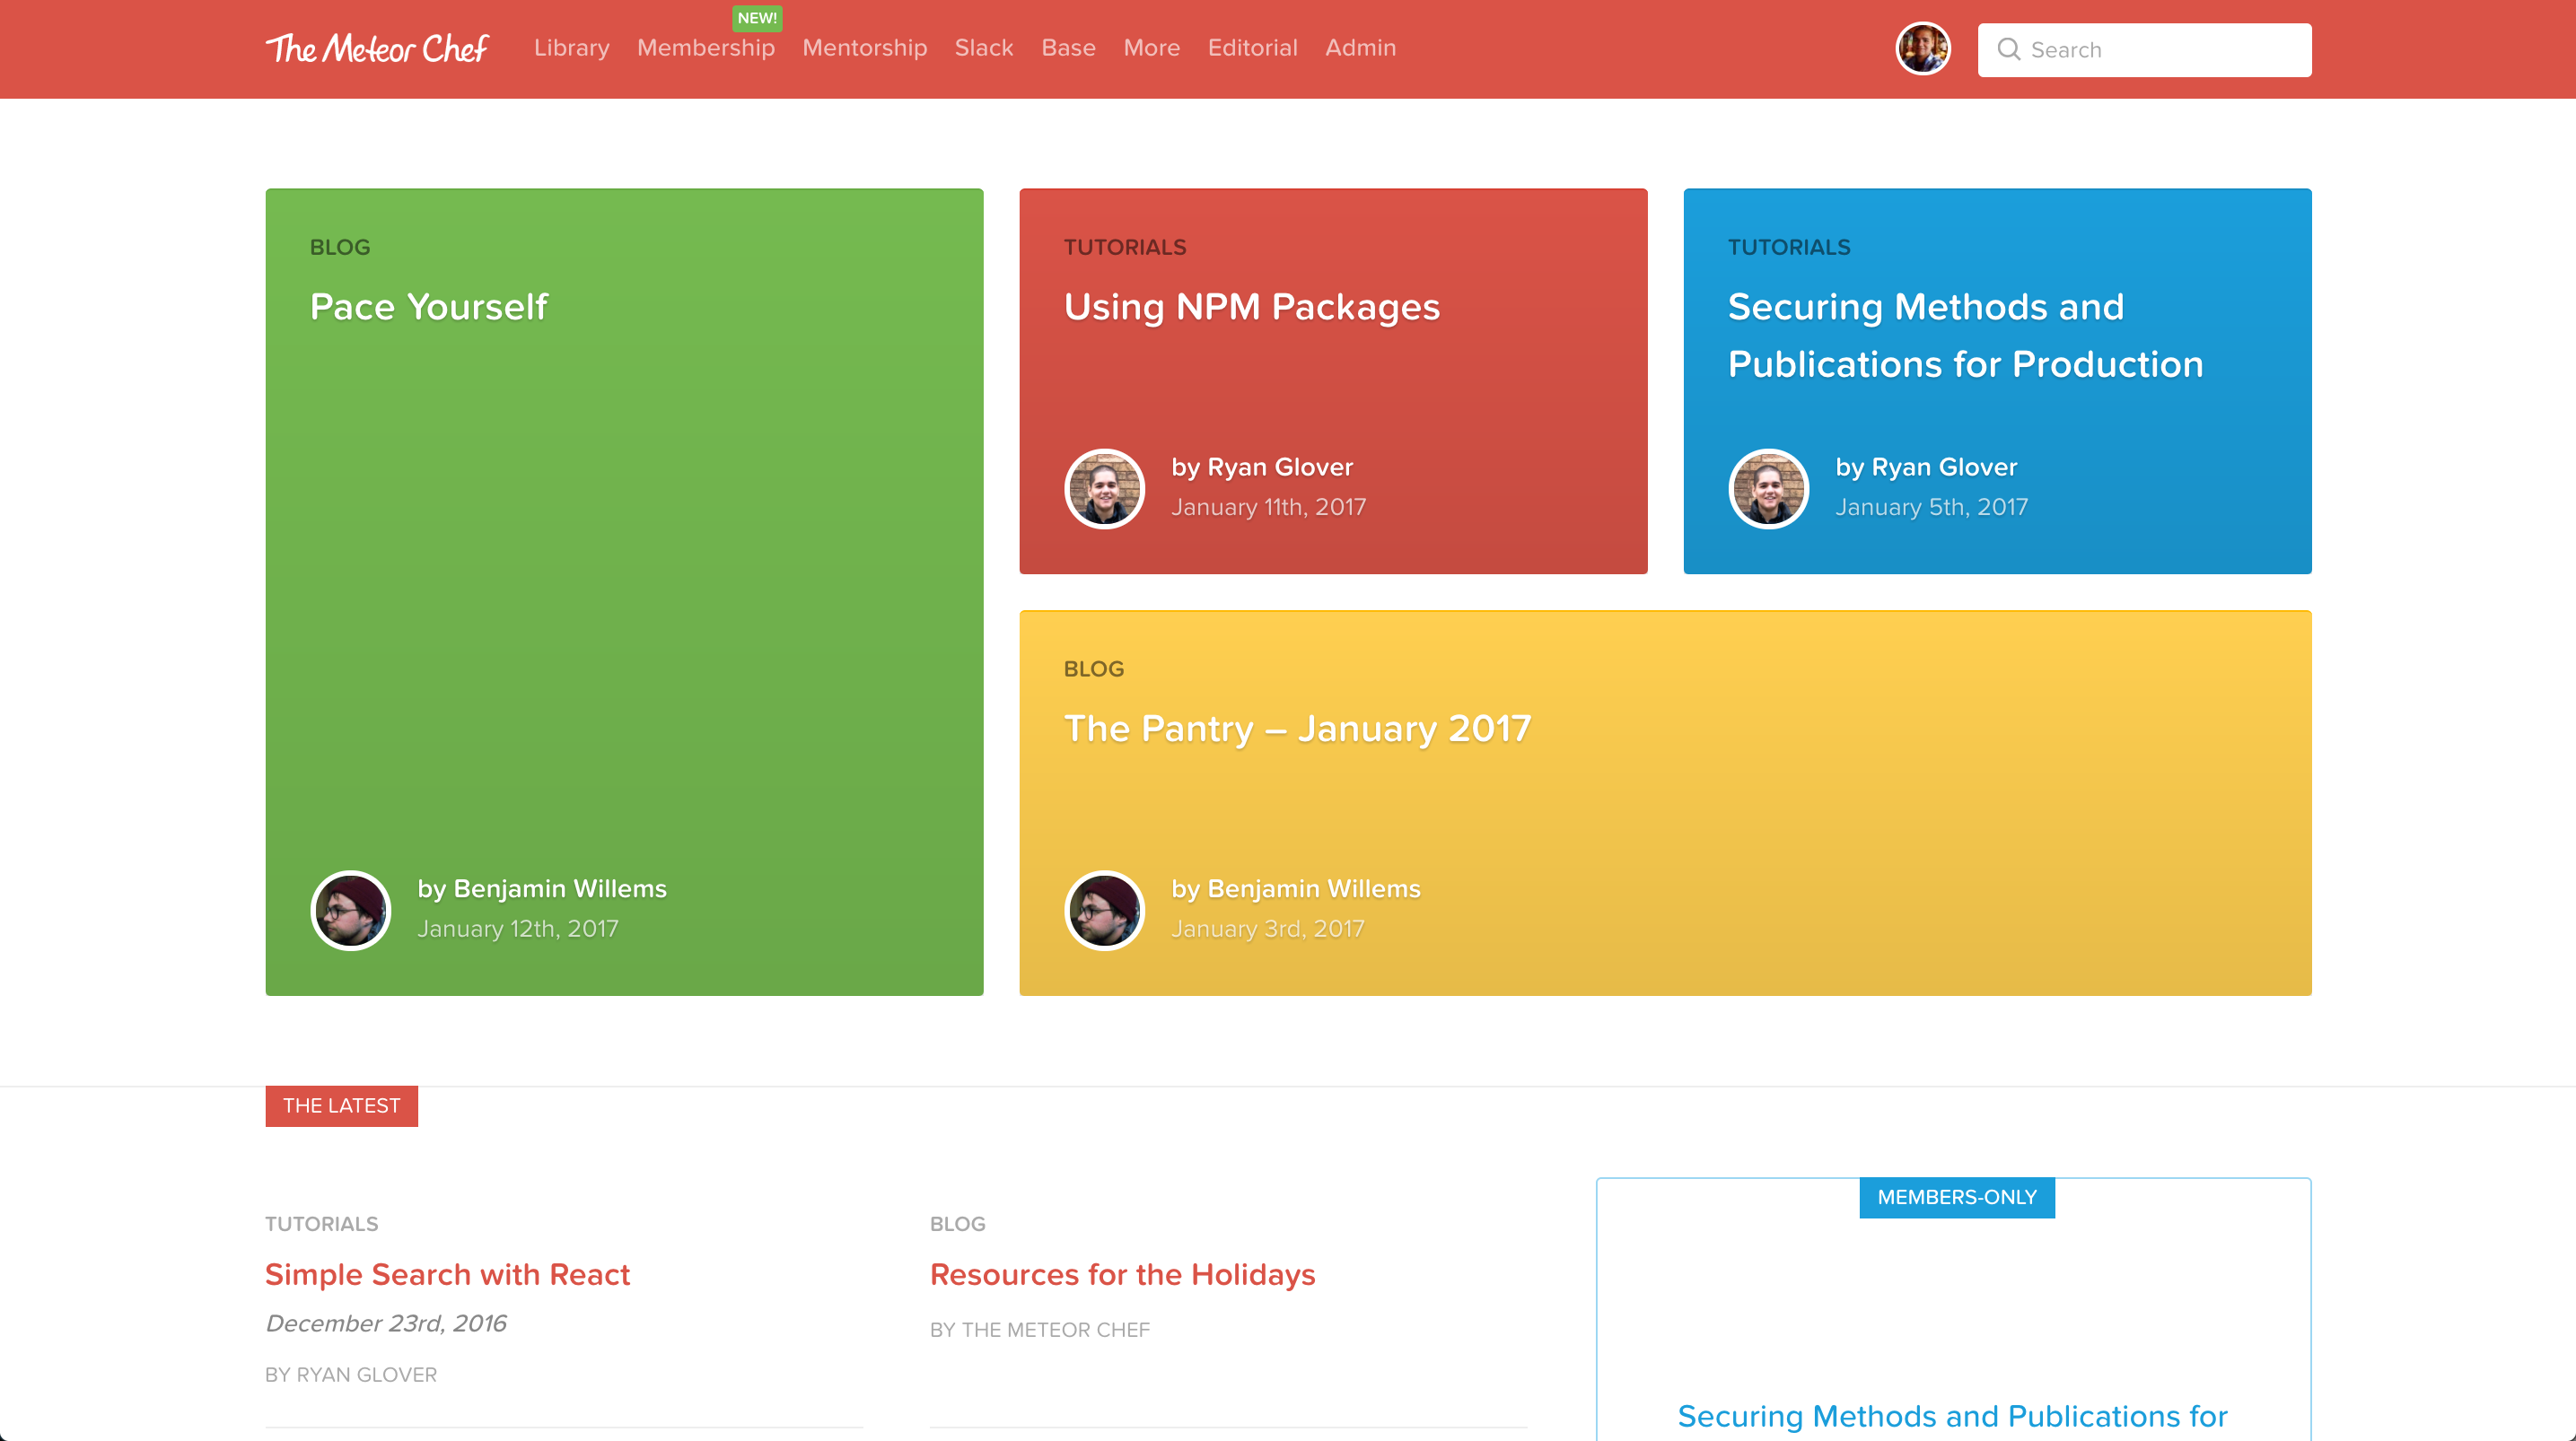 The Meteor Chef
Library
Membership
NEW!
Mentorship
Slack
Base
More
Editorial
Admin
Search
BLOG
Pace Yourself
by Benjamin Willems
January 12th, 2017
TUTORIALS
Using NPM Packages
by Ryan Glover
January 11th, 2017
TUTORIALS
Securing Methods and
Publications for Production
by Ryan Glover
January 5th, 2017
BLOG
The Pantry – January 2017
by Benjamin Willems
January 3rd, 2017
THE LATEST
TUTORIALS
Simple Search with React
December 23rd, 2016
BY RYAN GLOVER
BLOG
Resources for the Holidays
BY THE METEOR CHEF
MEMBERS-ONLY
Securing Methods and Publications for